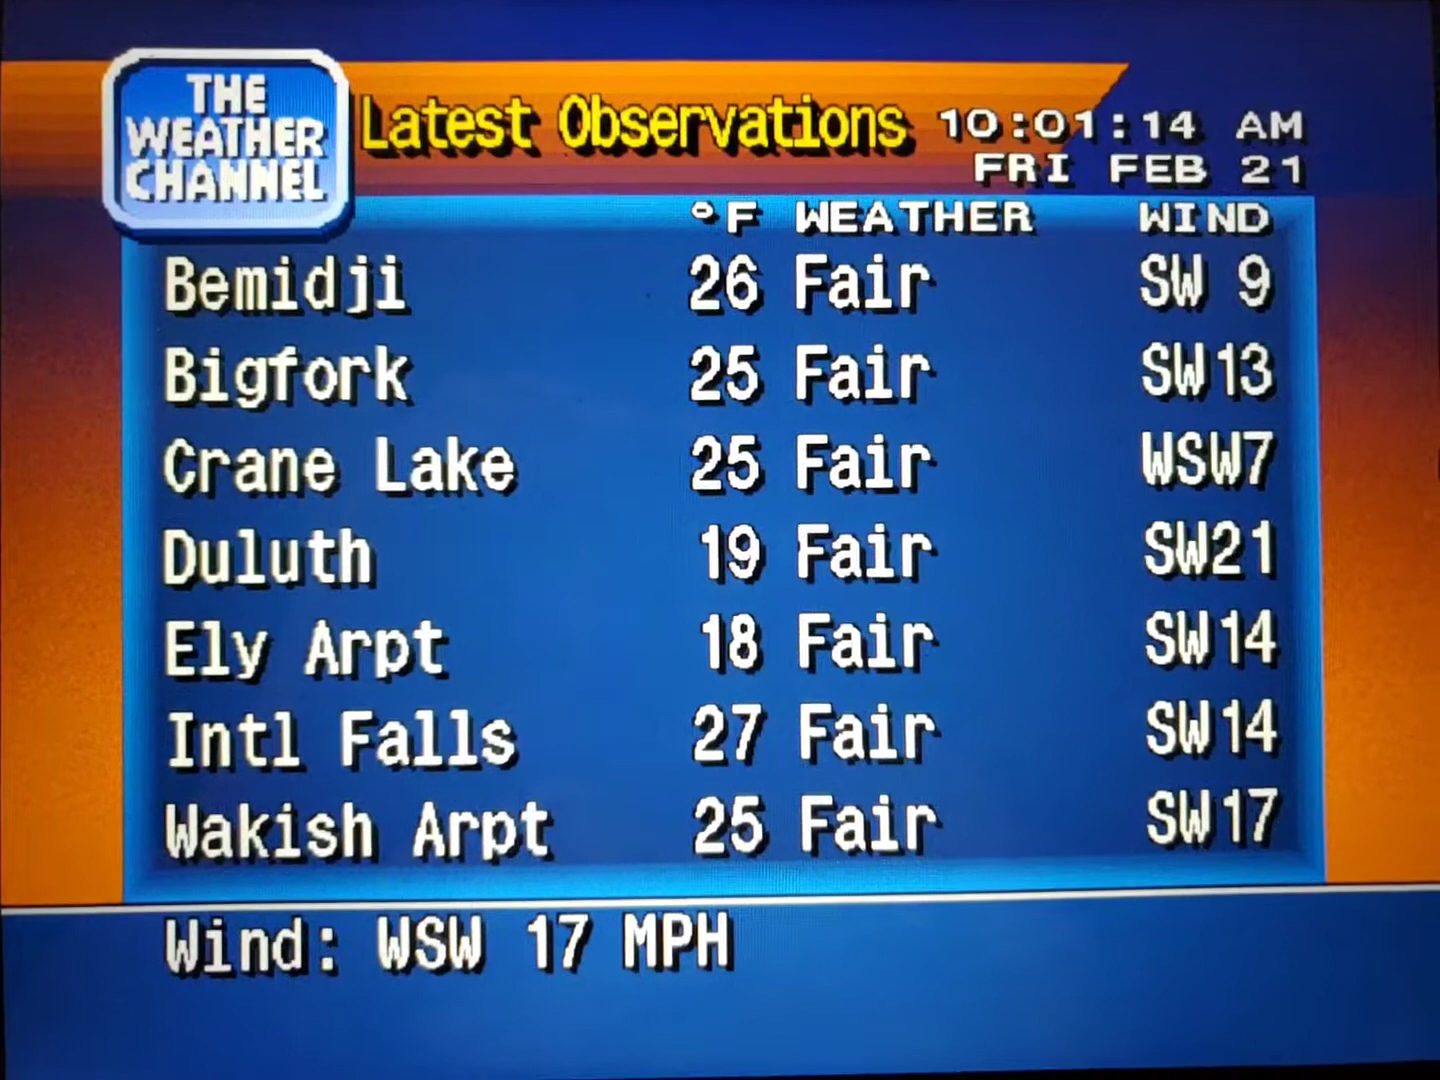 THE
WEATHER
CHANNEL
Latest Observations
10:01:14 AM
FRI FEB 21
°F WEATHER WIND
Bemidji 26 Fair SW 9
Bigfork 25 Fair SW13
Crane Lake 25 Fair WSW7
Duluth 19 Fair SW21
Ely Arpt 18 Fair SW14
Intl Falls 27 Fair SW14
Wakish Arpt 25 Fair SW17
Wind: WSW 17 MPH